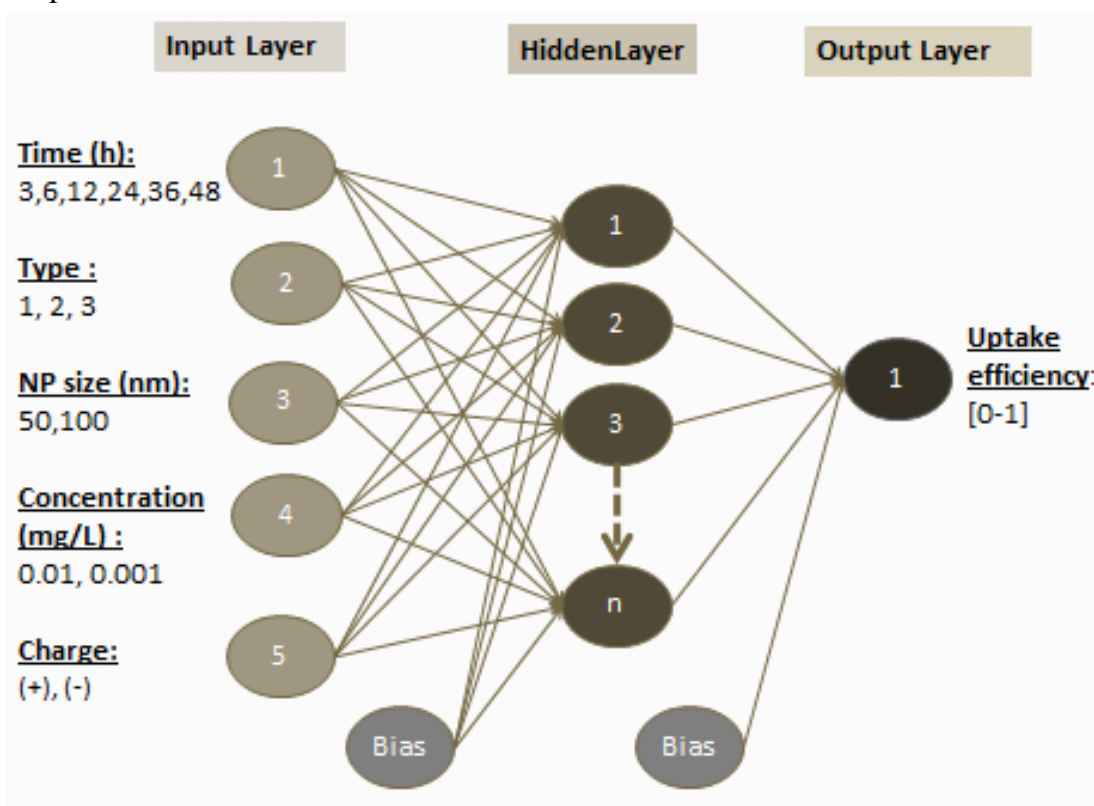 Input Layer
HiddenLayer
Output Layer
Time (h):
3,6,12,24,36,48
Type :
1, 2, 3
NP size (nm):
50,100
Concentration
(mg/L) :
0.01, 0.001
Charge:
(+), (-)
1
2
3
4
5
Bias
1
2
3
n
Bias
1
Uptake
efficiency:
[0-1]